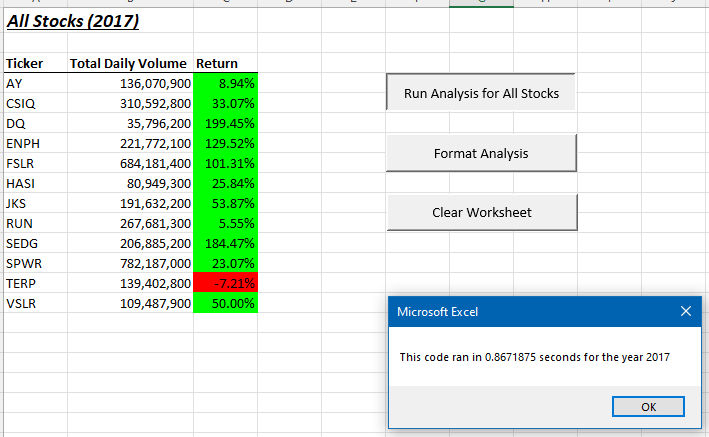 All Stocks (2017)
Ticker Total Daily Volume Return
AY 136,070,900 8.94%
CSIQ 310,592,800 33.07%
DQ 35,796,200 199.45%
ENPH 221,772,100 129.52%
FSLR 684,181,400 101.31%
HASI 80,949,300 25.84%
JKS 191,632,200 53.87%
RUN 267,681,300 5.55%
SEDG 206,885,200 184.47%
SPWR 782,187,000 23.07%
TERP 139,402,800 -7.21%
VSLR 109,487,900 50.00%
Run Analysis for All Stocks
Format Analysis
Clear Worksheet
Microsoft Excel
This code ran in 0.8671875 seconds for the year 2017
OK